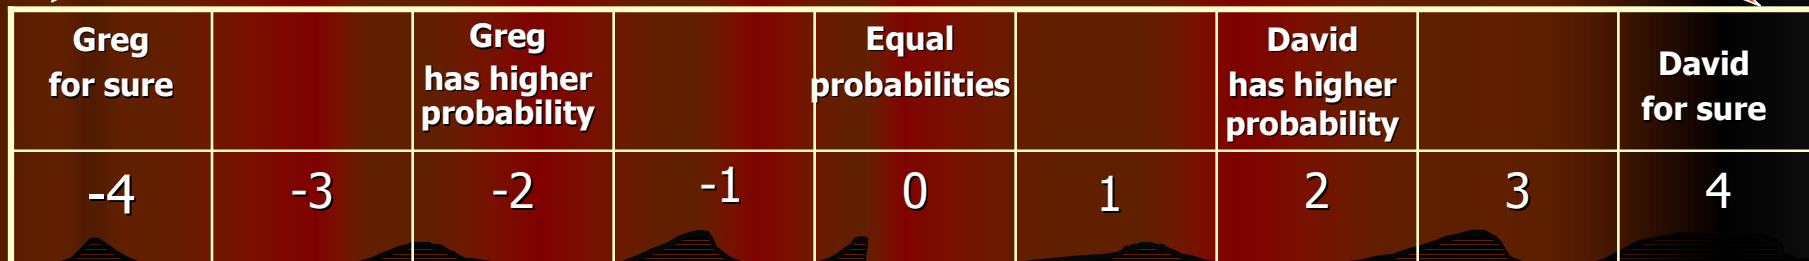 Greg
for sure
Greg
has higher
probability
Equal
probabilities
David
has higher
probability
David
for sure
-4
-3
-2
-1
0
1
2
3
4